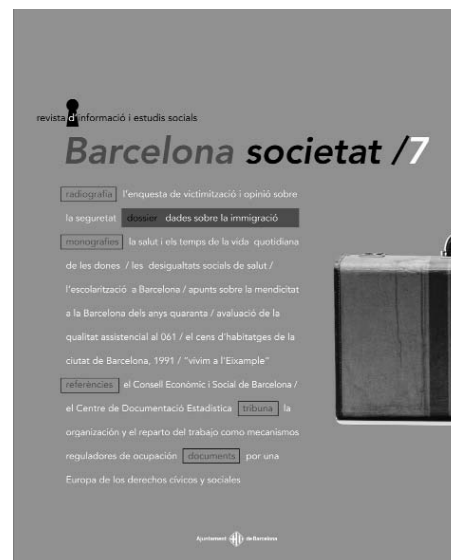 revista d'informació i estudis socials
Barcelona societat /7
radiografia l'enquesta de victimització i opinió sobre
la seguretat dossier dades sobre la immigració
monografies la salut i els temps de la vida quotidiana
de les dones / les desigualtats socials de salut /
l'escolarització a Barcelona / apunts sobre la mendicitat
a la Barcelona dels anys quaranta / avaluació de la
qualitat assistencial al 061 / el cens d'habitatges de la
ciutat de Barcelona, 1991 / "vivim a l'Eixample"
referències el Consell Econòmic i Social de Barcelona /
el Centre de Documentació Estadística tribuna la
organización y el reparto del trabajo como mecanismos
reguladores de ocupación documents por una
Europa de los derechos cívicos y sociales
Ajuntament de Barcelona